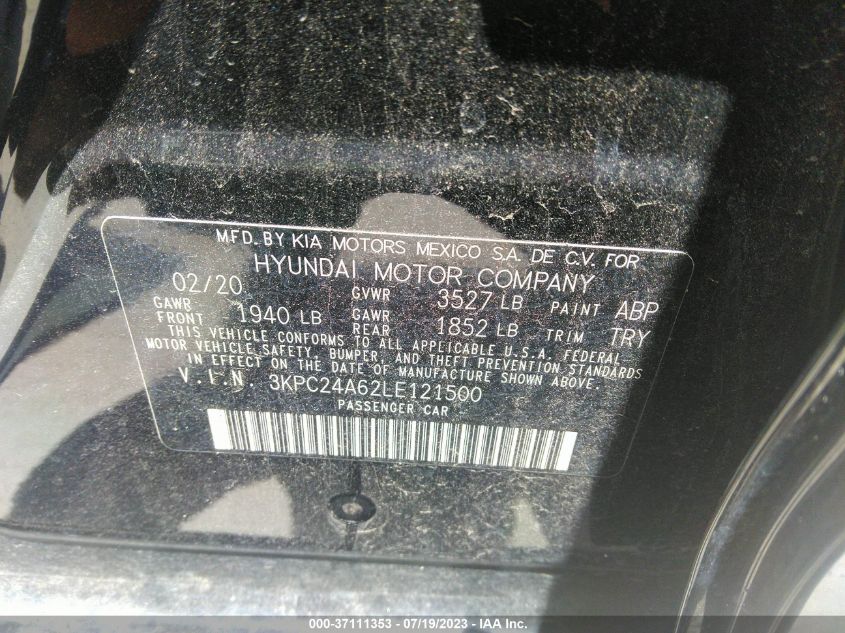 MFD. BY KIA MOTORS MEXICO S.A. DE C.V. FOR
HYUNDAI MOTOR COMPANY
02/20 GVWR 3527 LB PAINT ABP
GAWR FRONT 1940 LB GAWR REAR 1852 LB TRIM TRY
THIS VEHICLE CONFORMS TO ALL APPLICABLE U.S.A. FEDERAL
MOTOR VEHICLE SAFETY, BUMPER, AND THEFT PREVENTION STANDARDS
IN EFFECT ON THE DATE OF MANUFACTURE SHOWN ABOVE.
V.I.N. 3KPC24A62LE121500
PASSENGER CAR
000-37111353 - 07/19/2023 - IAA Inc.